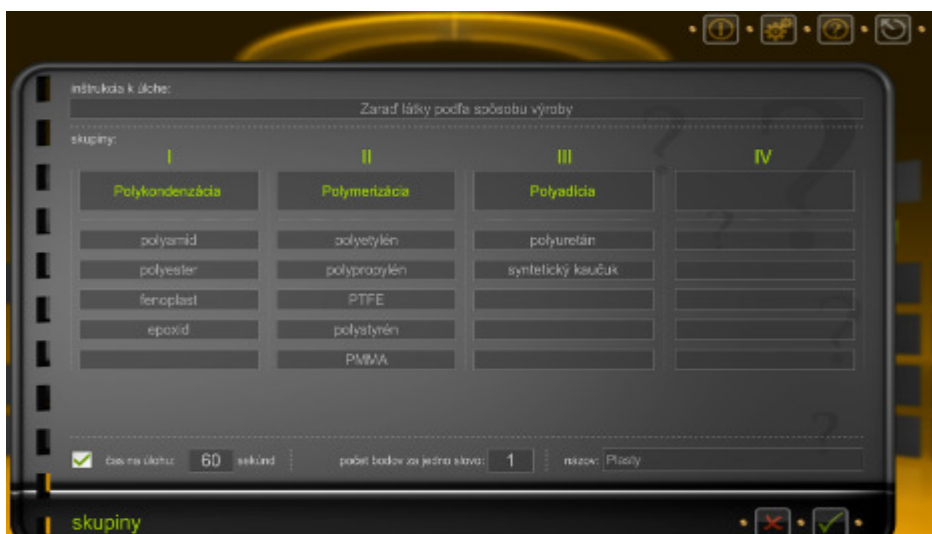 inštrukcia k úlohe:
Zaraď látky podľa spôsobu výroby
skupiny:
I II III IV
Polykondenzácia Polymerizácia Polyadícia
polyamid polyetylén polyuretán
polyester polypropylén syntetický kaučuk
fenoplast PTFE
epoxid polystyrén
PMMA
čas na úlohu: 60 sekúnd počet bodov za jedno slovo: 1 názov: Plasty
skupiny